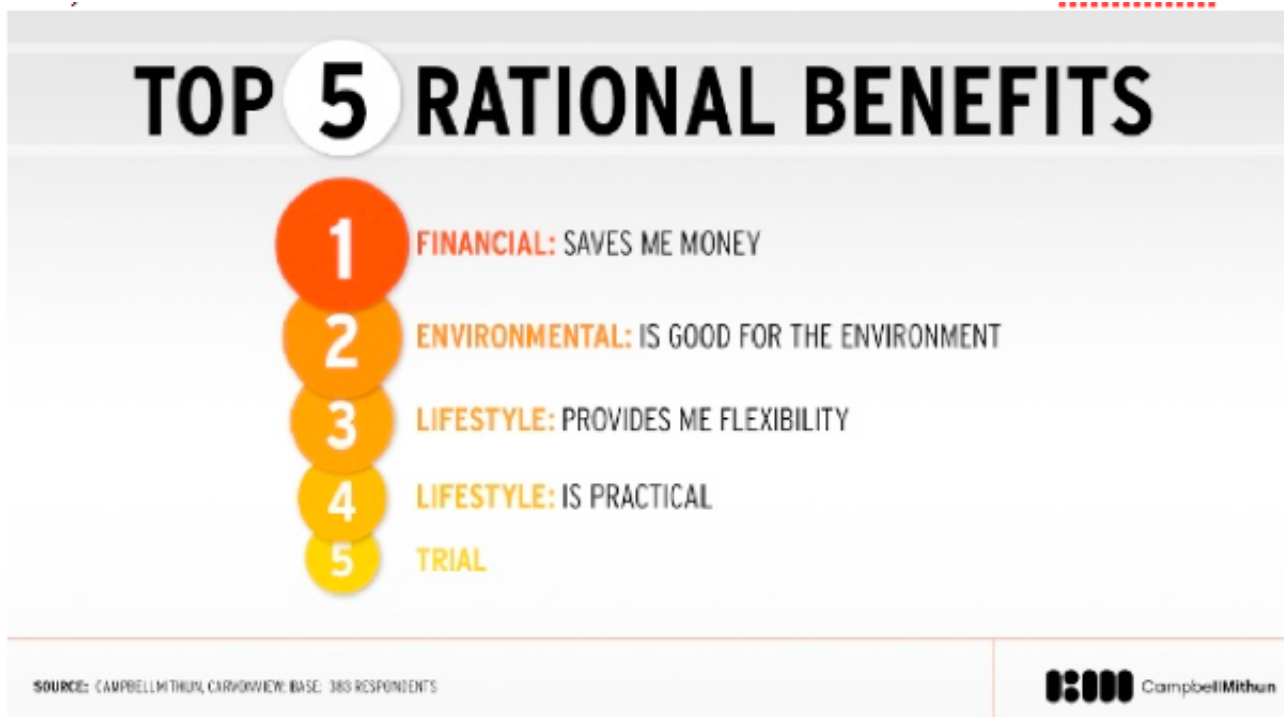 TOP 5 RATIONAL BENEFITS
1 FINANCIAL: SAVES ME MONEY
2 ENVIRONMENTAL: IS GOOD FOR THE ENVIRONMENT
3 LIFESTYLE: PROVIDES ME FLEXIBILITY
4 LIFESTYLE: IS PRACTICAL
5 TRIAL
SOURCE: CAMPBELLMITHUN, BASE: 383 RESPONDENTS
CampbellMithun